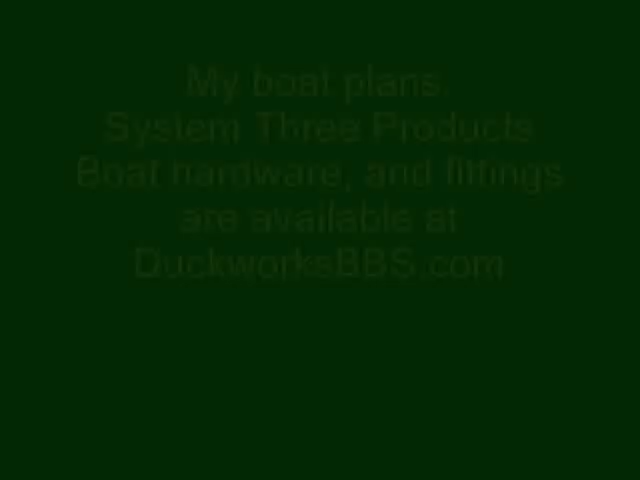 My boat plans.
System Three Products
Boat hardware, and fittings
are available at
DuckworksBBS.com